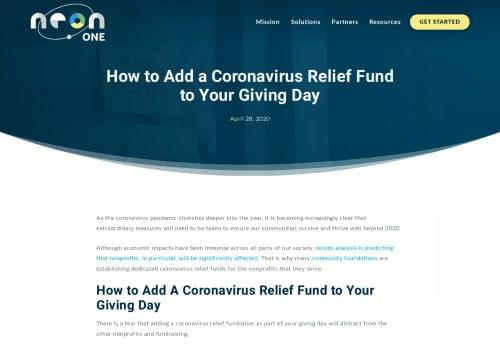 neon ONE
Mission Solutions Partners Resources GET STARTED
How to Add a Coronavirus Relief Fund
to Your Giving Day
April 28, 2020
As the coronavirus pandemic stretches deeper into the year, it is becoming increasingly clear that
extraordinary measures will need to be taken to ensure our communities survive and thrive well beyond 2020.
Although economic impacts have been immense across all parts of our society, recent analysis is predicting
that nonprofits, in particular, will be significantly affected. That is why many community foundations are
establishing dedicated coronavirus relief funds for the nonprofits that they serve.
How to Add A Coronavirus Relief Fund to Your
Giving Day
There is a fear that adding a coronavirus relief fundraiser as part of your giving day will distract from the
other nonprofits and fundraising.